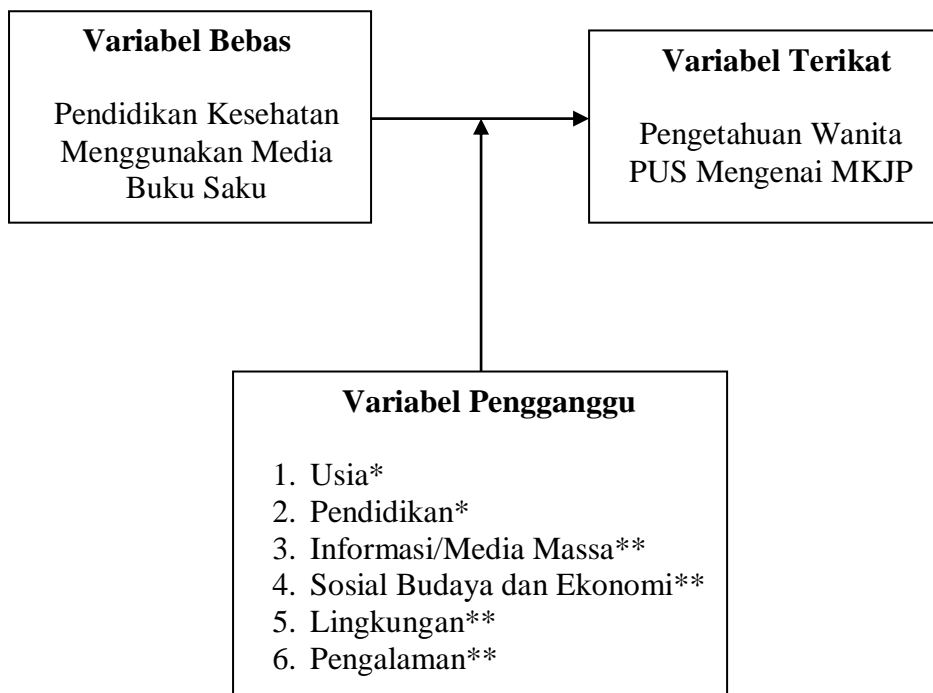 Variabel Bebas
Pendidikan Kesehatan
Menggunakan Media
Buku Saku
Variabel Terikat
Pengetahuan Wanita
PUS Mengenai MKJP
Variabel Pengganggu
1. Usia*
2. Pendidikan*
3. Informasi/Media Massa**
4. Sosial Budaya dan Ekonomi**
5. Lingkungan**
6. Pengalaman**